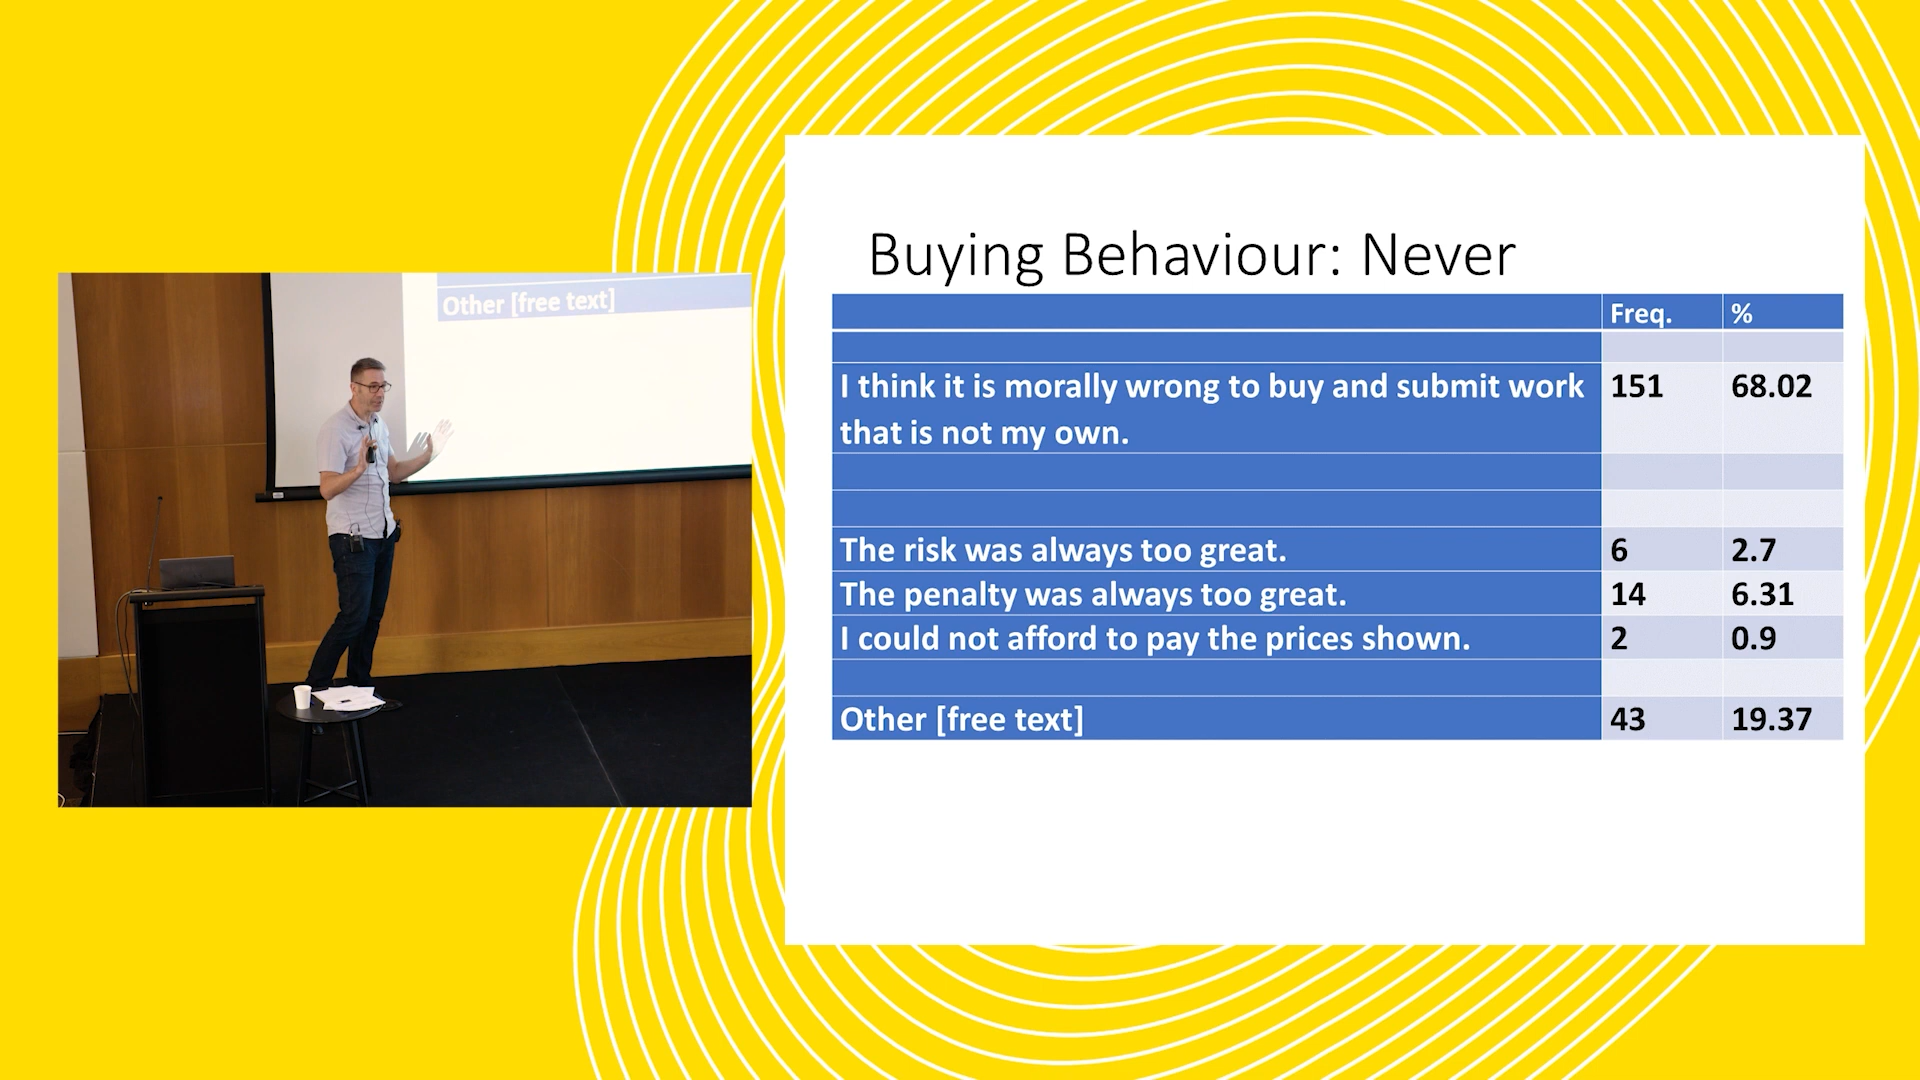 Other [free text]
Buying Behaviour: Never
Freq. %
I think it is morally wrong to buy and submit work 151 68.02
that is not my own.
The risk was always too great. 6 2.7
The penalty was always too great. 14 6.31
I could not afford to pay the prices shown. 2 0.9
Other [free text] 43 19.37